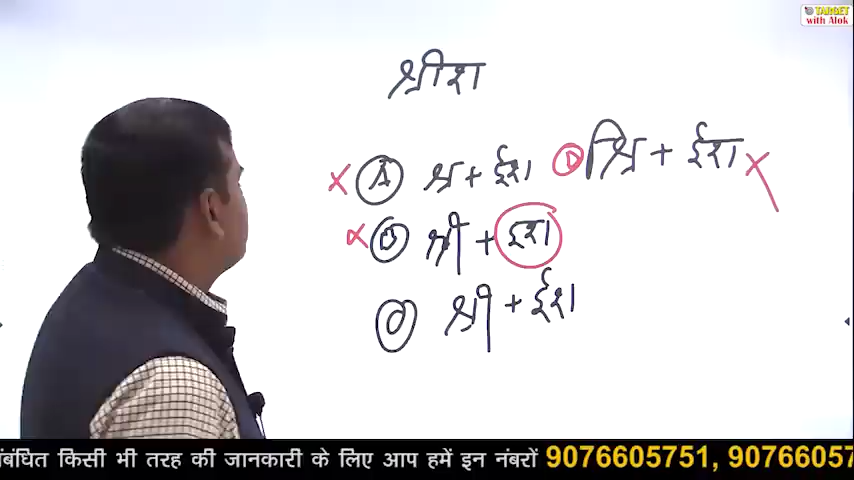 TARGET
with Alok
श्रीश
A श्र + ईश
D श्रि + ईश
B श्री + इश
C श्री + ईश
संबंधित किसी भी तरह की जानकारी के लिए आप हमें इन नंबरों 9076605751, 90766057